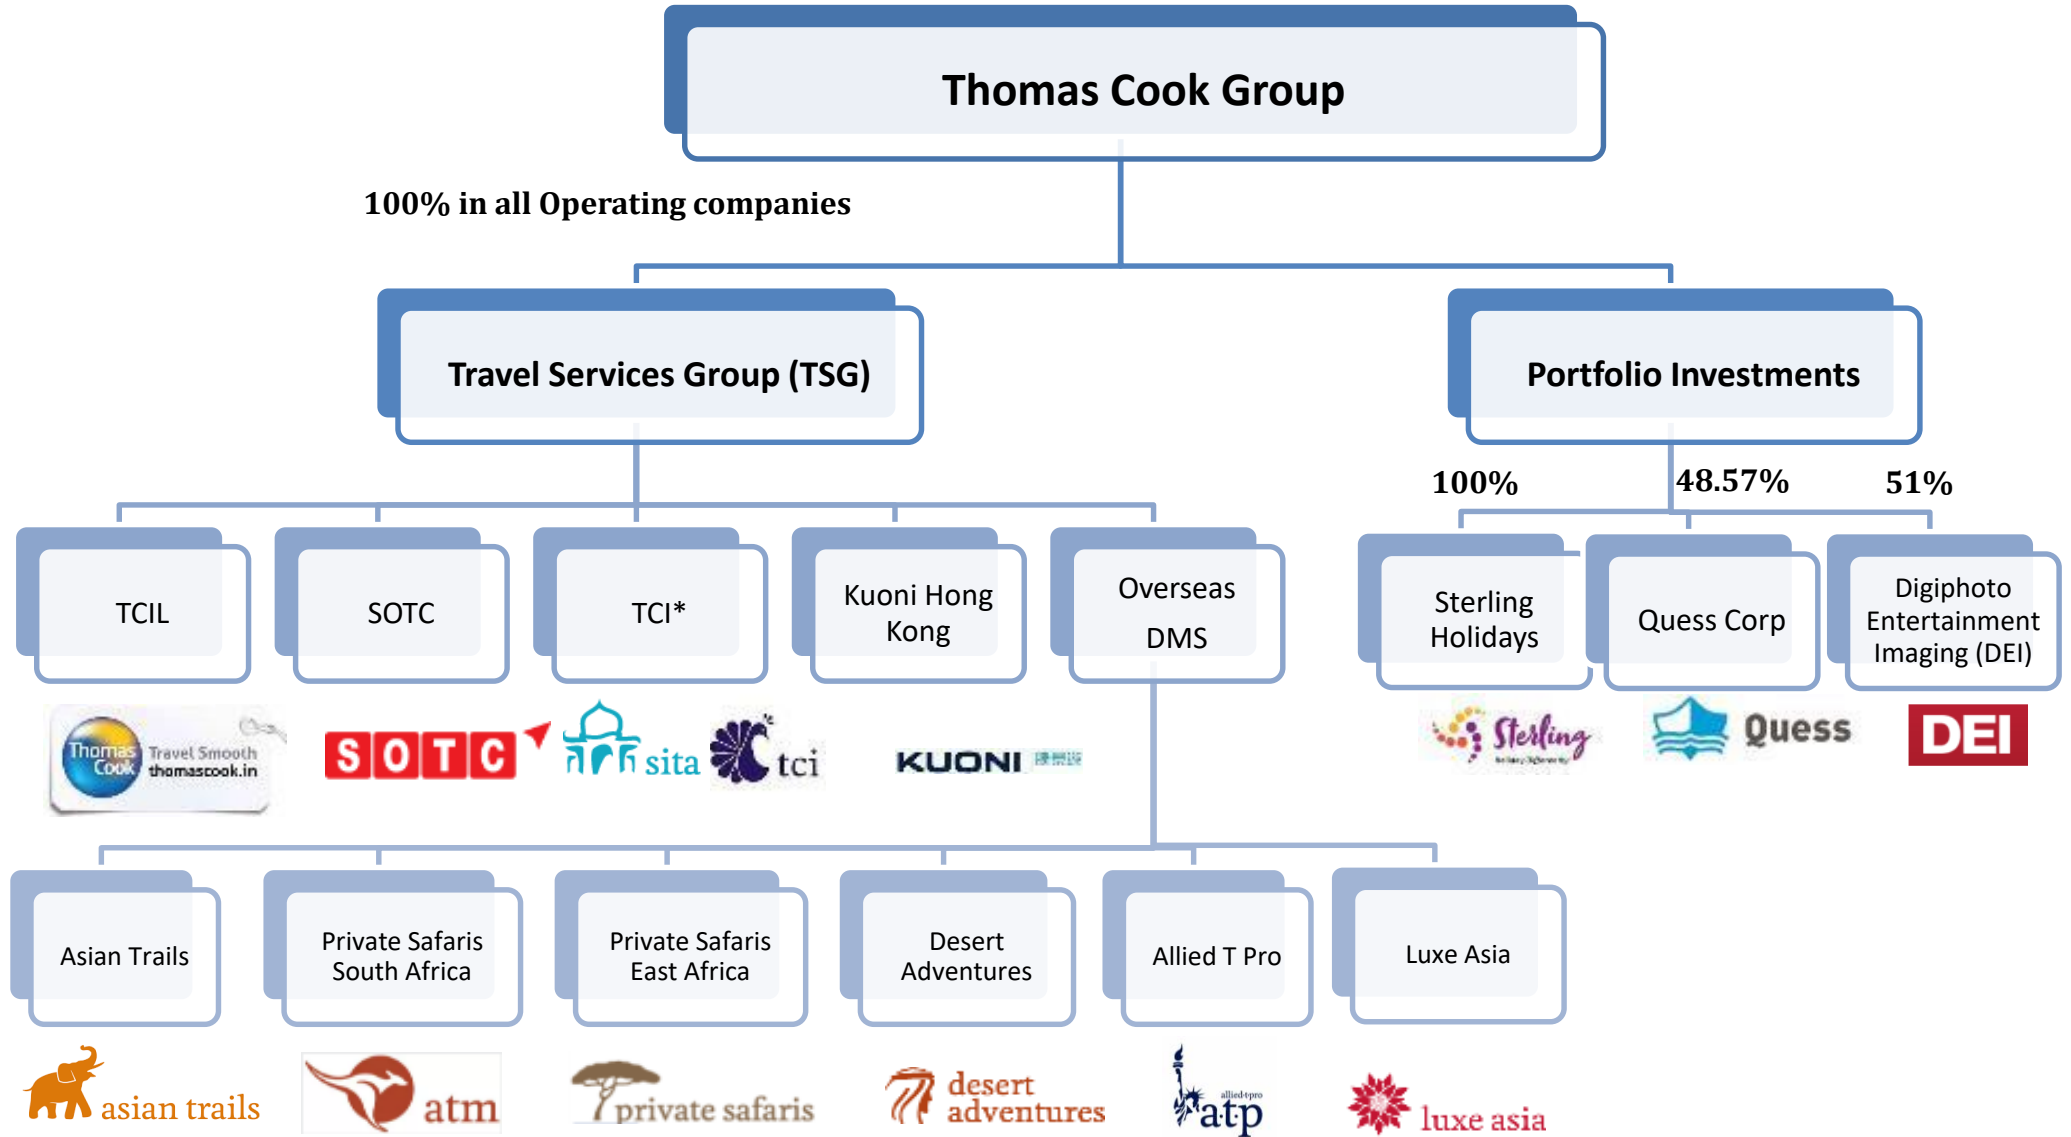 Thomas Cook Group
100% in all Operating companies
Travel Services Group (TSG)
Portfolio Investments
100%
48.57%
51%
TCIL
SOTC
TCI*
Kuoni Hong
Kong
Overseas
DMS
Sterling
Holidays
Quess Corp
Digiphoto
Entertainment
Imaging (DEI)
Thomas
Cook
Travel Smooth
thomascook.in
SOTC
sita
tci
KUONI
Sterling
Quess
DEI
Asian Trails
Private Safaris
South Africa
Private Safaris
East Africa
Desert
Adventures
Allied T Pro
Luxe Asia
asian trails
atm
private safaris
desert
adventures
allied-t-pro
a·t·p
luxe asia